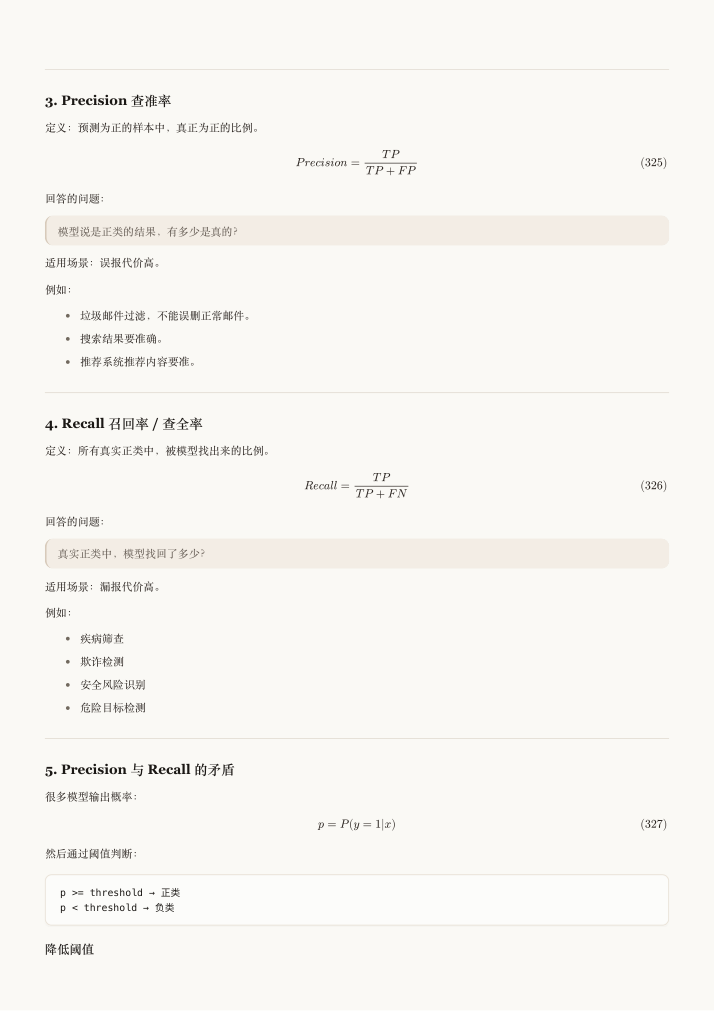 3. Precision 查准率
定义：预测为正的样本中，真正为正的比例。
Precision = TP / (TP + FP) (325)
回答的问题：
模型说是正类的结果，有多少是真的？
适用场景：误报代价高。
例如：
• 垃圾邮件过滤，不能误删正常邮件。
• 搜索结果要准确。
• 推荐系统推荐内容要准。
4. Recall 召回率 / 查全率
定义：所有真实正类中，被模型找出来的比例。
Recall = TP / (TP + FN) (326)
回答的问题：
真实正类中，模型找回了多少？
适用场景：漏报代价高。
例如：
• 疾病筛查
• 欺诈检测
• 安全风险识别
• 危险目标检测
5. Precision 与 Recall 的矛盾
很多模型输出概率：
p = P(y = 1|x) (327)
然后通过阈值判断：
p >= threshold → 正类
p < threshold → 负类
降低阈值